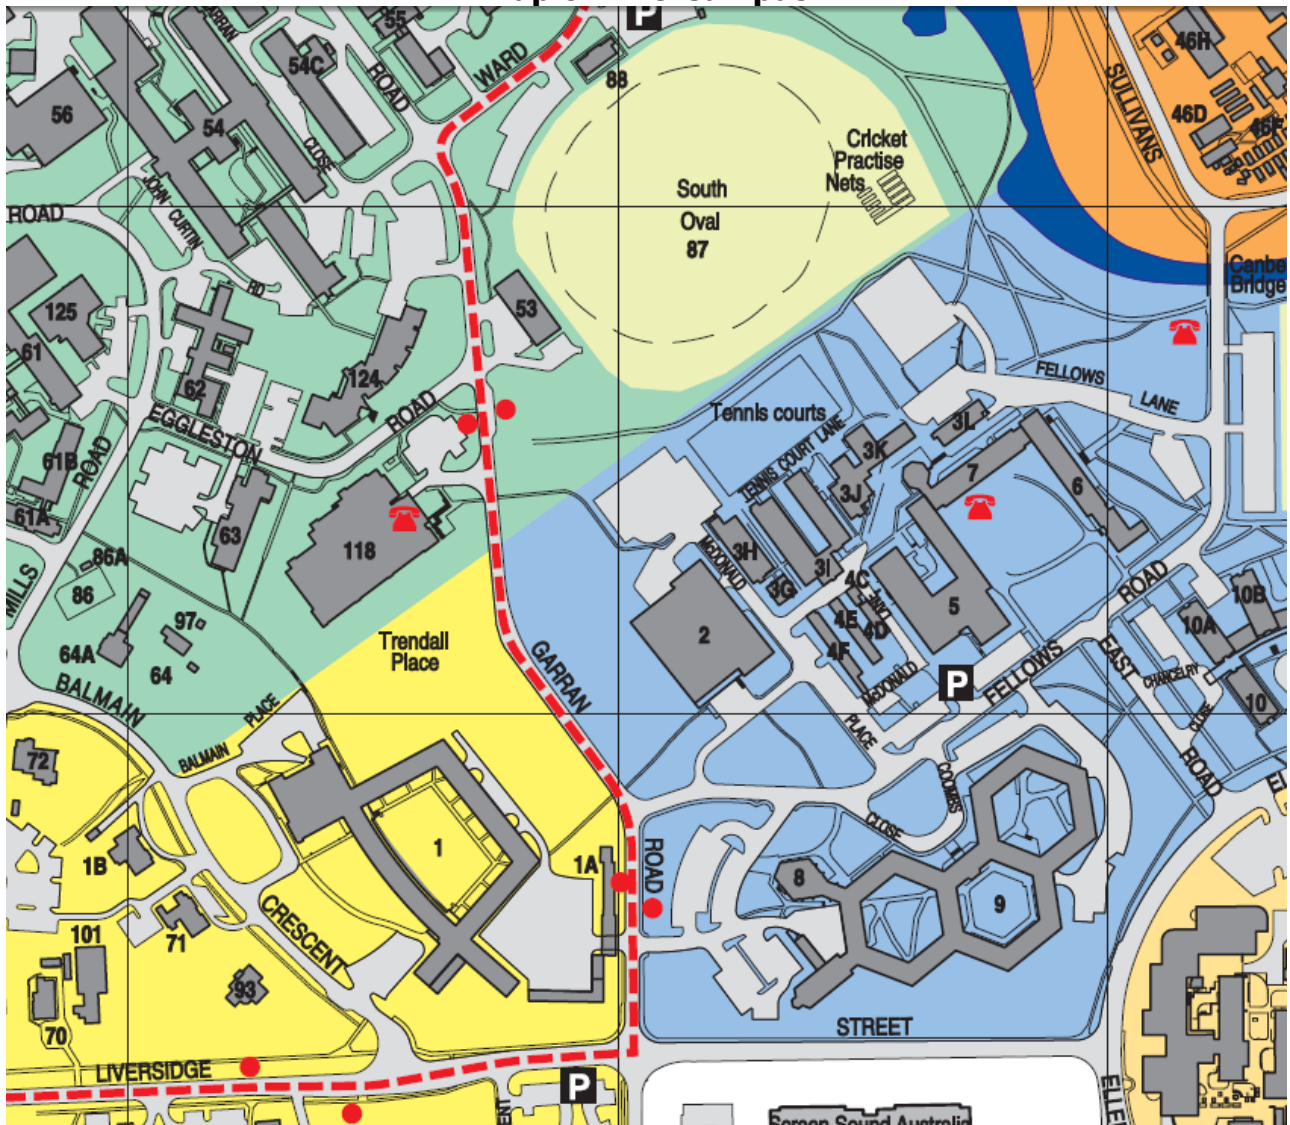 P
55
WARD
54C
ROAD
88
56
54
CLOSE
46H
SULLIVANS
46D
46F
Cricket
Practise
Nets
South
Oval
87
JOHN CURTIN
ROAD
RD
Bridge
125
61
53
62
124
EGGLESTON
ROAD
FELLOWS
LANE
Tennis courts
TENNIS COURT LANE
3L
3K
3J
7
6
61B
ROAD
61A
63
118
86A
86
MILLS
97
64A
64
BALMAIN
PLACE
BALMAIN
Trendall
Place
3H
McDONALD
3I
3G
4C
LANE
4E
4D
4F
5
2
McDONALD
PLACE
P
FELLOWS
ROAD
10B
10A
EAST
CHANCELRY
CLOSE
10
ROAD
GARRAN
ROAD
COOMBS
CLOSE
72
1B
1
1A
8
9
71
101
CRESCENT
93
70
STREET
LIVERSIDGE
P
Screen Sound Australia